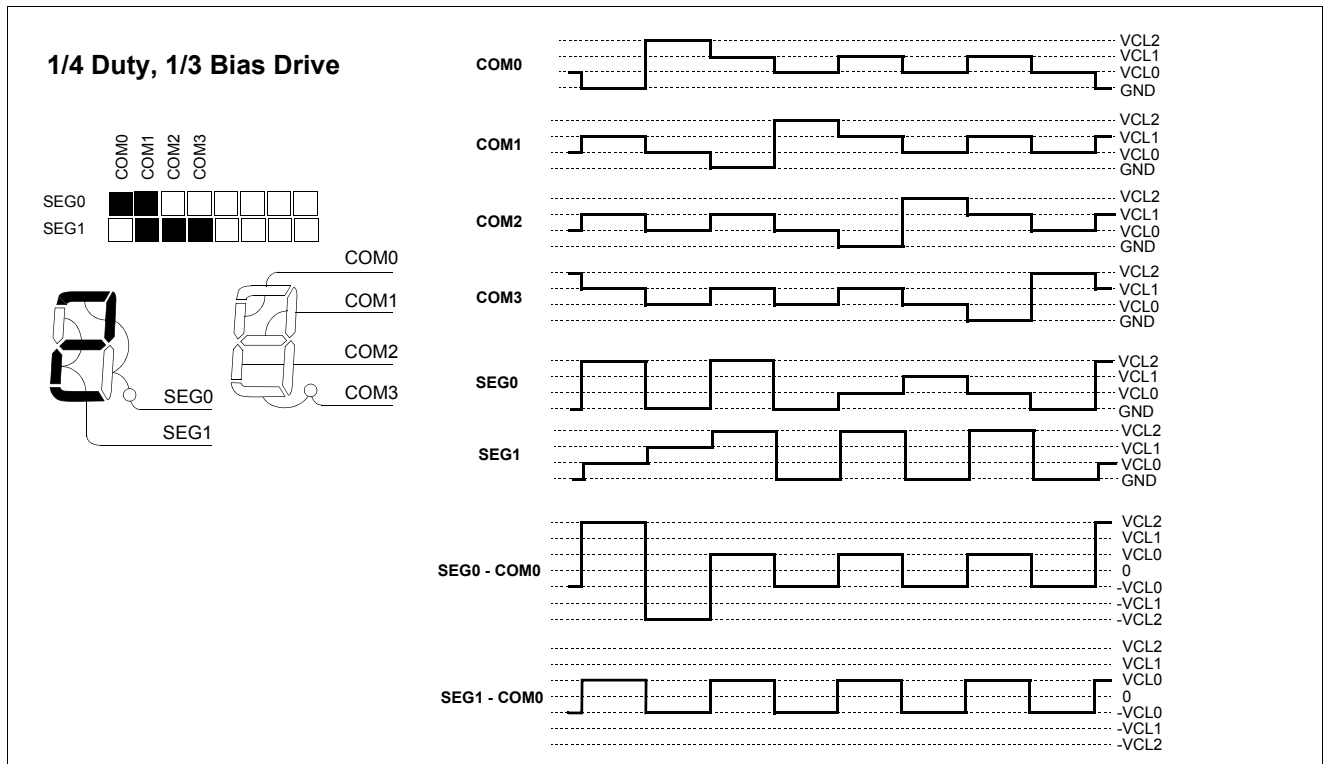 1/4 Duty, 1/3 Bias Drive
COM0
COM1
COM2
COM3
SEG0
SEG1
SEG0
SEG1
COM0
COM1
COM2
COM3
COM0
VCL2
VCL1
VCL0
GND
COM1
VCL2
VCL1
VCL0
GND
COM2
VCL2
VCL1
VCL0
GND
COM3
VCL2
VCL1
VCL0
GND
SEG0
VCL2
VCL1
VCL0
GND
SEG1
VCL2
VCL1
VCL0
GND
SEG0 - COM0
VCL2
VCL1
VCL0
0
-VCL0
-VCL1
-VCL2
SEG1 - COM0
VCL2
VCL1
VCL0
0
-VCL0
-VCL1
-VCL2